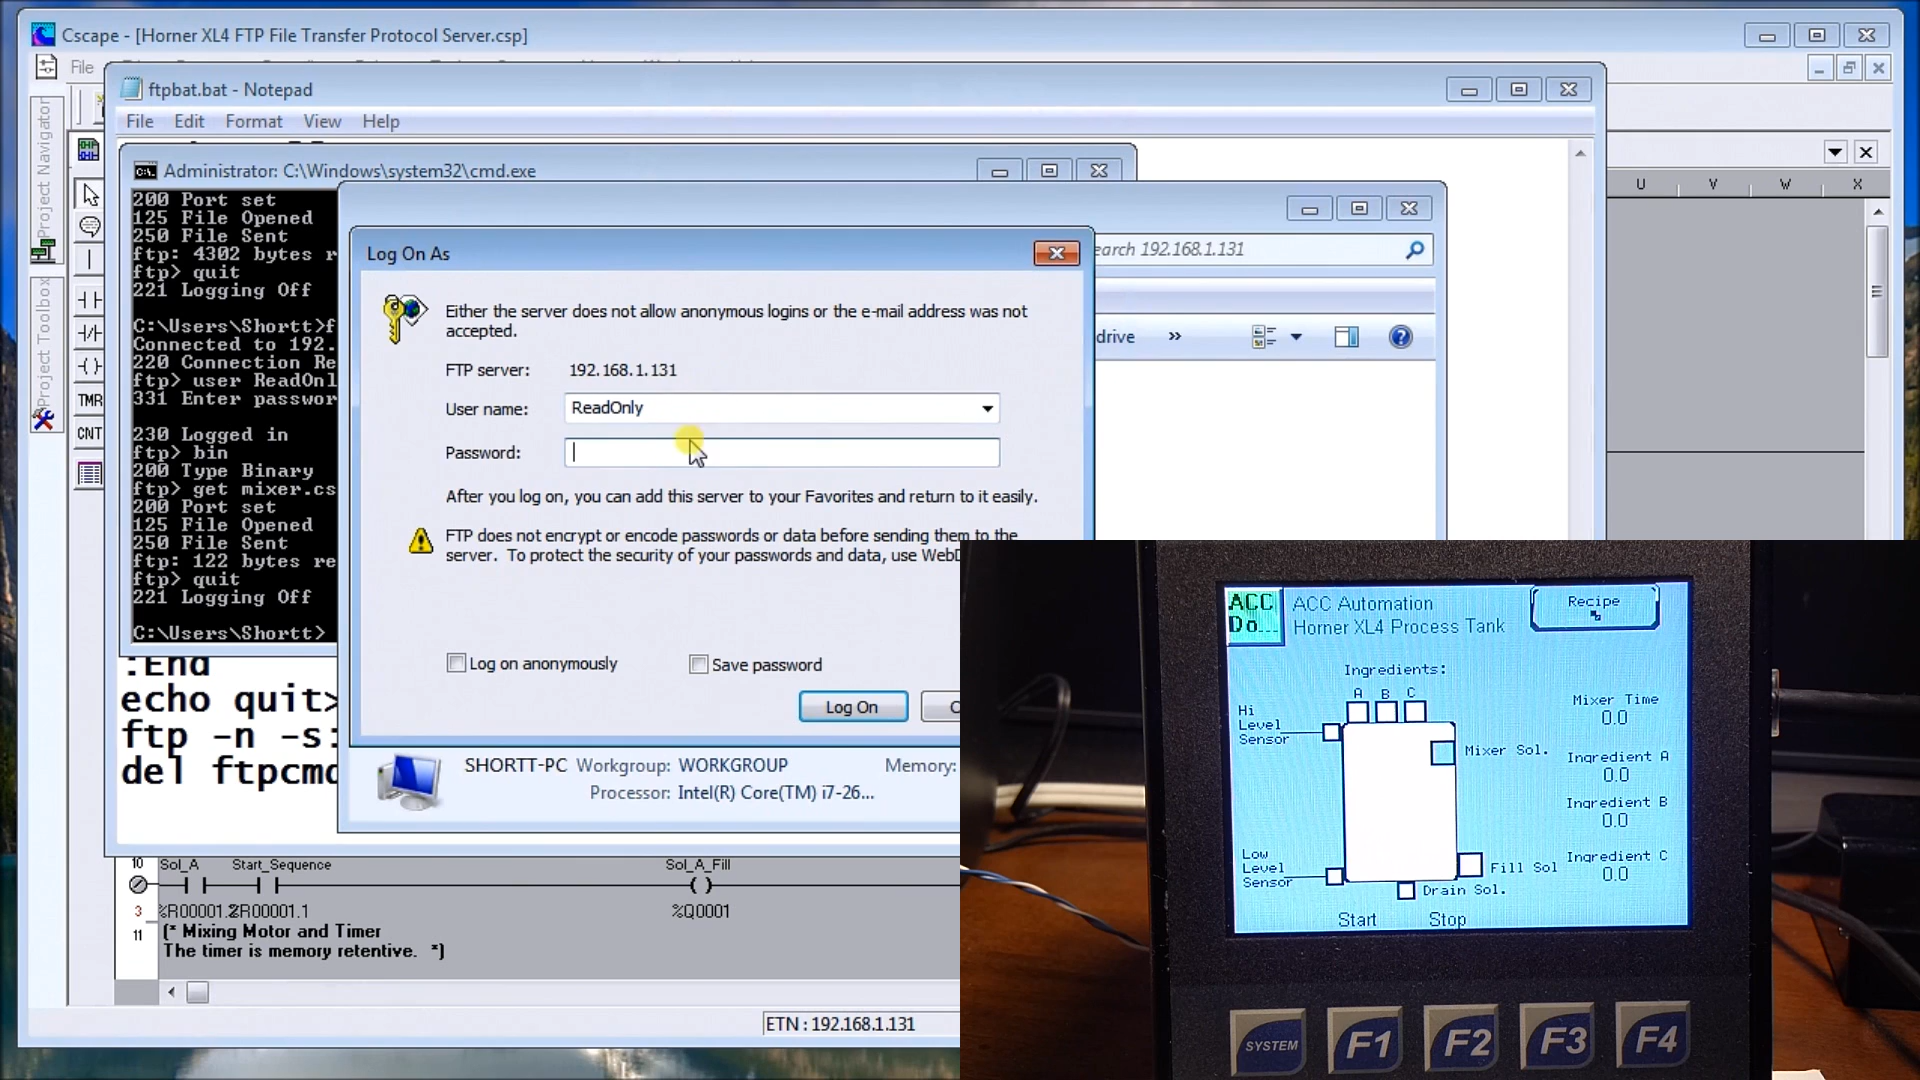 Cscape - [Horner XL4 FTP File Transfer Protocol Server.csp]
File
ftpbat.bat - Notepad
File Edit Format View Help
Project Navigator
Project Toolbox
TMR
CNT
U V W X
Administrator: C:\Windows\system32\cmd.exe
200 Port set
125 File Opened
250 File Sent
ftp: 4302 bytes r
ftp> quit
221 Logging Off
C:\Users\Shortt>f
Connected to 192.
220 Connection Re
ftp> user ReadOnl
331 Enter passwor
230 Logged in
ftp> bin
200 Type Binary
ftp> get mixer.cs
200 Port set
125 File Opened
250 File Sent
ftp: 122 bytes re
ftp> quit
221 Logging Off
C:\Users\Shortt>
:End
echo quit>
ftp -n -s:
del ftpcmd
earch 192.168.1.131
drive »
Log On As
Either the server does not allow anonymous logins or the e-mail address was not
accepted.
FTP server: 192.168.1.131
User name: ReadOnly
Password:
After you log on, you can add this server to your Favorites and return to it easily.
FTP does not encrypt or encode passwords or data before sending them to the
server. To protect the security of your passwords and data, use WebD
Log on anonymously
Save password
Log On
C
SHORTT-PC Workgroup: WORKGROUP Memory:
Processor: Intel(R) Core(TM) i7-26...
10 Sol_A Start_Sequence Sol_A_Fill
3 %R00001.2 %R00001.1 %Q0001
11 (* Mixing Motor and Timer
The timer is memory retentive. *)
ETN : 192.168.1.131
ACC
Do...
ACC Automation
Horner XL4 Process Tank
Recipe
Ingredients:
A B C
Hi
Level
Sensor
Mixer Time
0.0
Mixer Sol.
Ingredient A
0.0
Ingredient B
0.0
Ingredient C
0.0
Low
Level
Sensor
Fill Sol
Drain Sol.
Start Stop
SYSTEM F1 F2 F3 F4